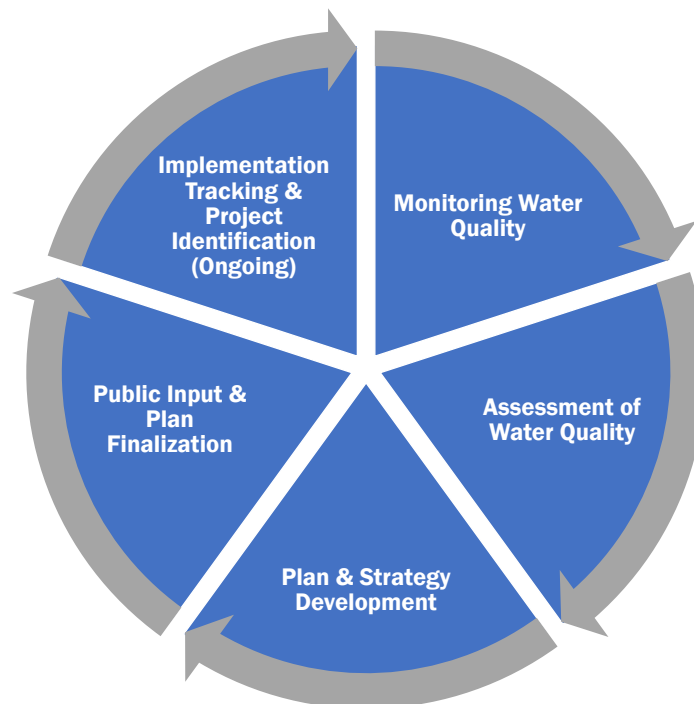 Implementation
Tracking &
Project
Identification
(Ongoing)
Monitoring Water
Quality
Assessment of
Water Quality
Plan & Strategy
Development
Public Input &
Plan
Finalization